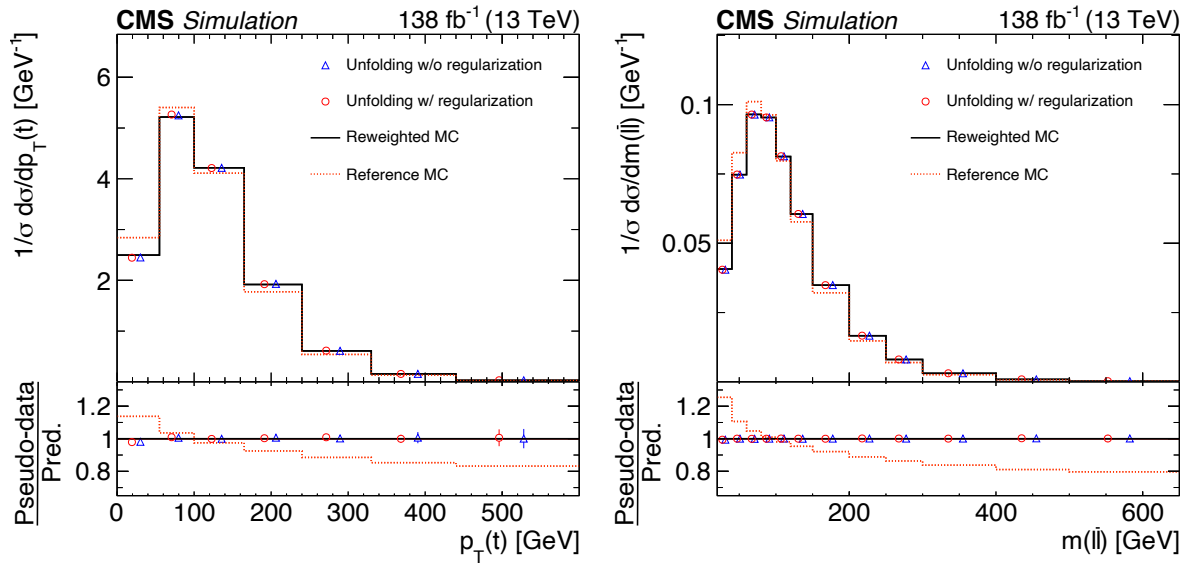 CMS Simulation 138 fb⁻¹ (13 TeV)
1/σ dσ/dp_T(t) [GeV⁻¹]
6
4
2
Unfolding w/o regularization
Unfolding w/ regularization
Reweighted MC
Reference MC
Pseudo-data
Pred.
1.2
1
0.8
0 100 200 300 400 500
p_T(t) [GeV]
CMS Simulation 138 fb⁻¹ (13 TeV)
1/σ dσ/dm(l̄l) [GeV⁻¹]
0.1
0.05
Unfolding w/o regularization
Unfolding w/ regularization
Reweighted MC
Reference MC
Pseudo-data
Pred.
1.2
1
0.8
200 400 600
m(l̄l) [GeV]